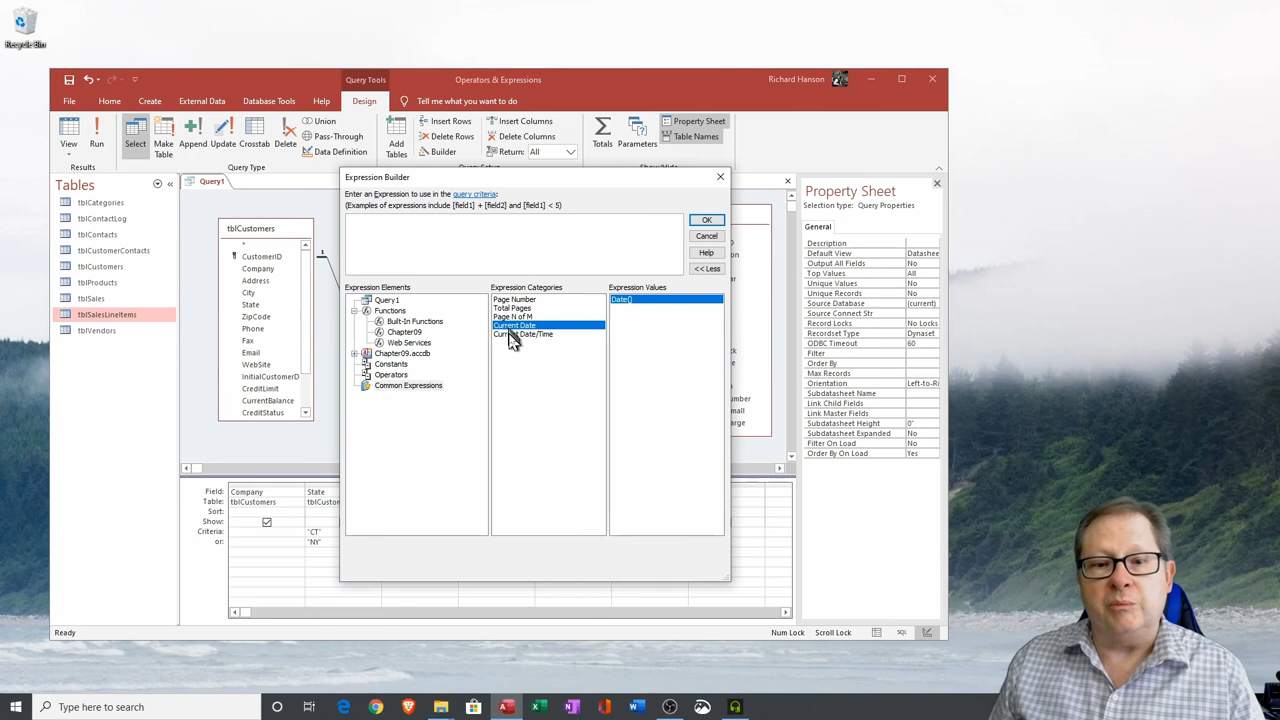 Recycle Bin
Query Tools
Operators & Expressions
Richard Hanson
File
Home
Create
External Data
Database Tools
Help
Design
Tell me what you want to do
View
Run
Results
Select
Make Table
Append
Update
Crosstab
Delete
Union
Pass-Through
Data Definition
Query Type
Add Tables
Insert Rows
Delete Rows
Builder
Insert Columns
Delete Columns
Return: All
Totals
Parameters
Property Sheet
Table Names
Tables
tblCategories
tblContactLog
tblContacts
tblCustomerContacts
tblCustomers
tblProducts
tblSales
tblSalesLineItems
tblVendors
Query1
tblCustomers
*
CustomerID
Company
Address
City
State
ZipCode
Phone
Fax
Email
WebSite
InitialCustomerD
CreditLimit
CurrentBalance
CreditStatus
Expression Builder
Enter an Expression to use in the query criteria:
(Examples of expressions include [field1] + [field2] and [field1] < 5)
OK
Cancel
Help
<< Less
Expression Elements
Query1
Functions
Built-In Functions
Chapter09
Web Services
Chapter09.accdb
Constants
Operators
Common Expressions
Expression Categories
Page Number
Total Pages
Page N of M
Current Date
Current Date/Time
Expression Values
Date()
Field: Company State
Table: tblCustomers tblCustom
Sort:
Show:
Criteria: "CT"
or: "NY"
Property Sheet
Selection type: Query Properties
General
Description
Default View Datashee
Output All Fields No
Top Values All
Unique Values No
Unique Records No
Source Database (current)
Source Connect Str
Record Locks No Locks
Recordset Type Dynaset
ODBC Timeout 60
Filter
Order By
Max Records
Orientation Left-to-Ri
Subdatasheet Name
Link Child Fields
Link Master Fields
Subdatasheet Height 0"
Subdatasheet Expanded No
Filter On Load No
Order By On Load Yes
Ready
Num Lock
Scroll Lock
SQL
Type here to search